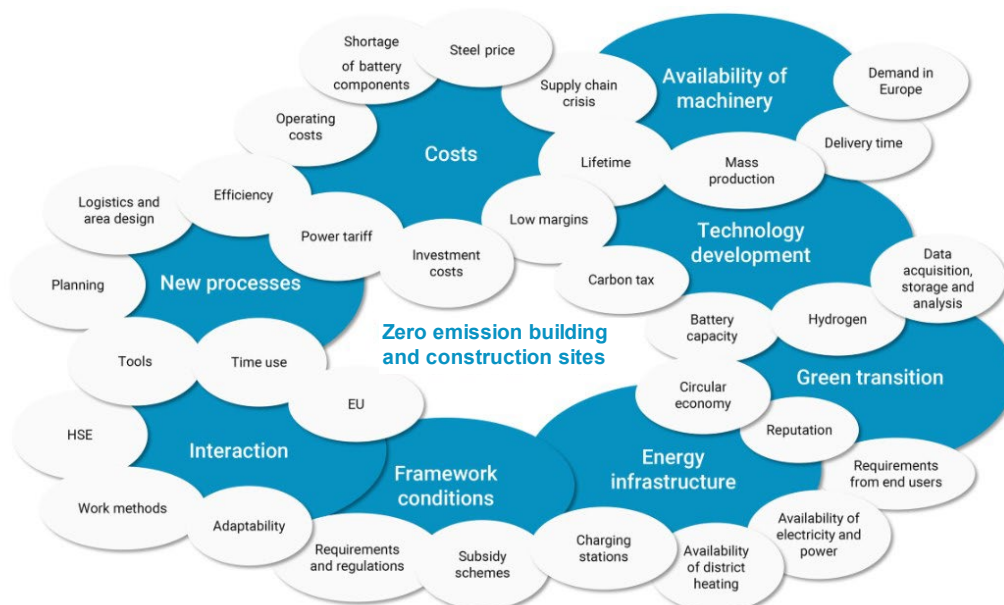 Shortage
of battery
components
Steel price
Supply chain
crisis
Availability of
machinery
Demand in
Europe
Operating
costs
Costs
Lifetime
Mass
production
Delivery time
Logistics and
area design
Efficiency
Power tariff
Investment
costs
Low margins
Technology
development
Carbon tax
Data
acquisition,
storage and
analysis
Planning
New processes
Battery
capacity
Hydrogen
Zero emission building
and construction sites
Tools
Time use
EU
Circular
economy
Green transition
HSE
Interaction
Framework
conditions
Energy
infrastructure
Reputation
Requirements
from end users
Work methods
Adaptability
Requirements
and regulations
Subsidy
schemes
Charging
stations
Availability
of district
heating
Availability of
electricity and
power